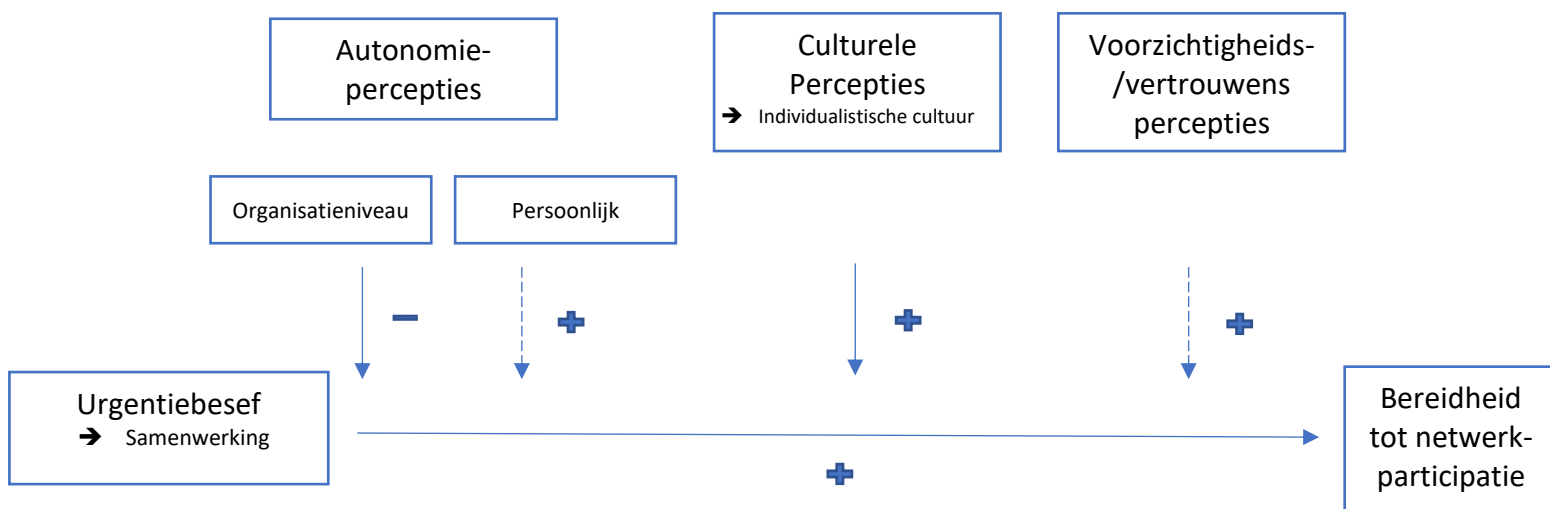 Autonomie-
percepties
Culturele
Percepties
➔ Individualistische cultuur
Voorzichtigheids-
/vertrouwens
percepties
Organisatieniveau
Persoonlijk
Urgentiebesef
➔ Samenwerking
Bereidheid
tot netwerk-
participatie